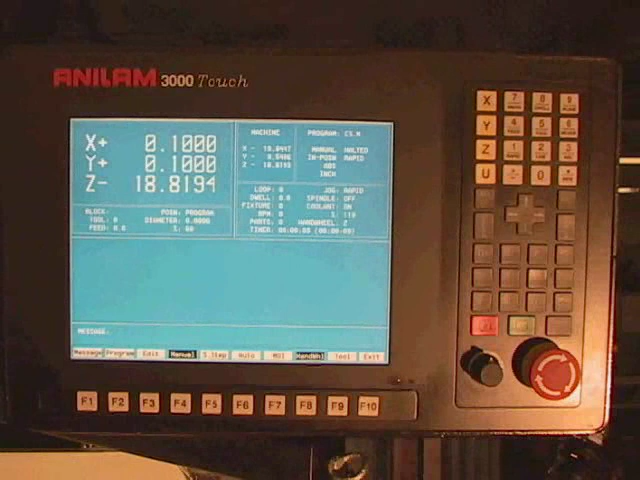 ANILAM 3000 Touch
X+ 0.1000
Y+ 0.1000
Z- 18.8194
MACHINE
PROGRAM: CS.M
MANUAL HALTED
IN-POSN RAPID
ABS
INCH
LOOP: 0
DWELL: 0.0
FIXTURE: 0
RPM: 0
PARTS: 0
JOG: RAPID
SPINDLE: OFF
COOLANT: ON
HANDWHEEL: Z
BLOCK:
TOOL: 0
FEED: 0.0
POSN: PROGRAM
DIAMETER: 0.0000
MESSAGE:
Message Program Edit Manual S.Step Auto MDI Handwhl Tool Exit
F1 F2 F3 F4 F5 F6 F7 F8 F9 F10
X 7 8 9
Y 4 5 6
Z 1 2 3
U 0